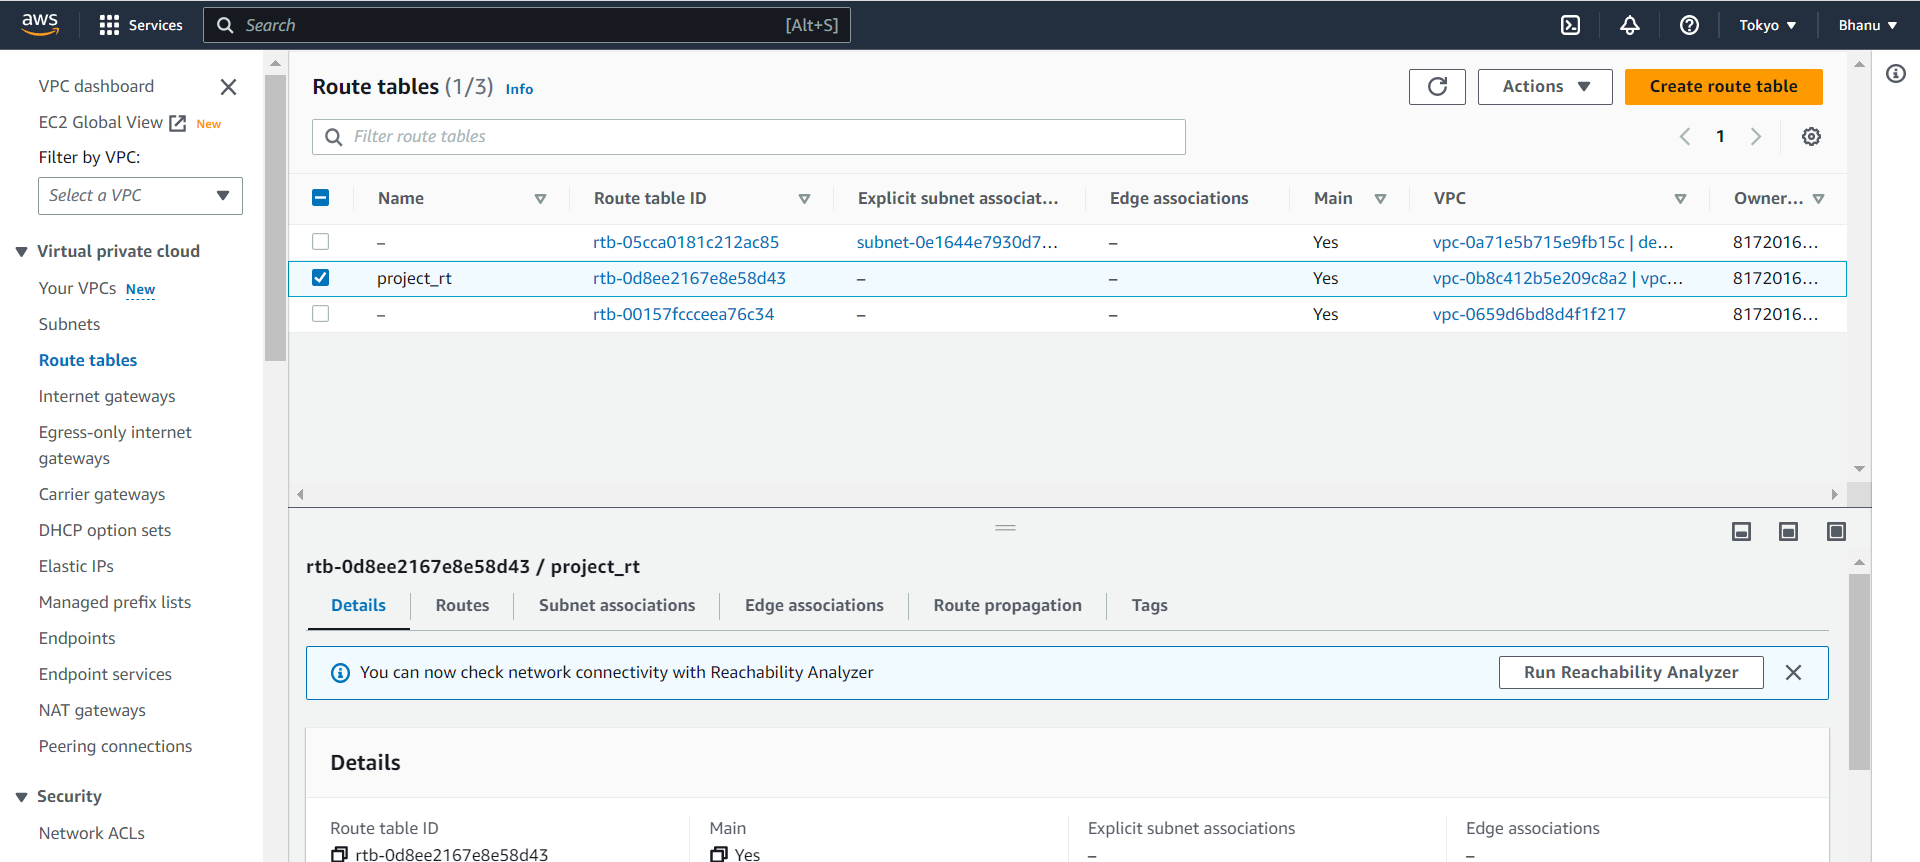 aws Services Search [Alt+S] Tokyo Bhanu
VPC dashboard
EC2 Global View New
Filter by VPC:
Select a VPC
Virtual private cloud
Your VPCs New
Subnets
Route tables
Internet gateways
Egress-only internet
gateways
Carrier gateways
DHCP option sets
Elastic IPs
Managed prefix lists
Endpoints
Endpoint services
NAT gateways
Peering connections
Security
Network ACLs
Route tables (1/3) Info Actions Create route table
Filter route tables 1
Name Route table ID Explicit subnet associat... Edge associations Main VPC Owner...
– rtb-05cca0181c212ac85 subnet-0e1644e7930d7... – Yes vpc-0a71e5b715e9fb15c | de... 8172016...
project_rt rtb-0d8ee2167e8e58d43 – – Yes vpc-0b8c412b5e209c8a2 | vpc... 8172016...
– rtb-00157fccceea76c34 – – Yes vpc-0659d6bd8d4f1f217 8172016...
rtb-0d8ee2167e8e58d43 / project_rt
Details Routes Subnet associations Edge associations Route propagation Tags
You can now check network connectivity with Reachability Analyzer Run Reachability Analyzer
Details
Route table ID Main Explicit subnet associations Edge associations
rtb-0d8ee2167e8e58d43 Yes – –